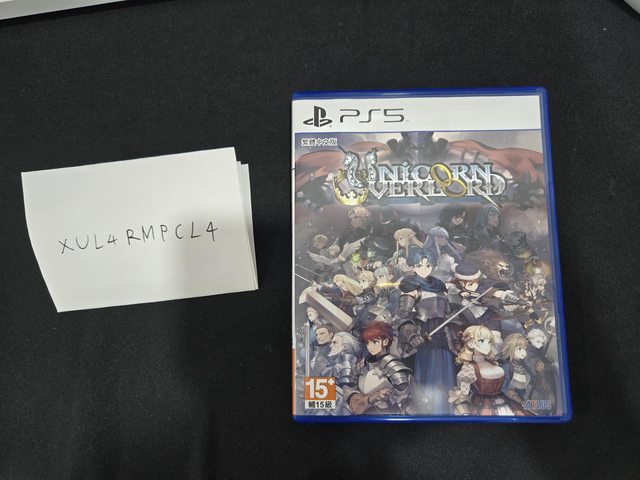 XUL4RMPCL4
PS5
繁體中文版
UNICORN
OVERLORD
15+
輔15級
ATLUS